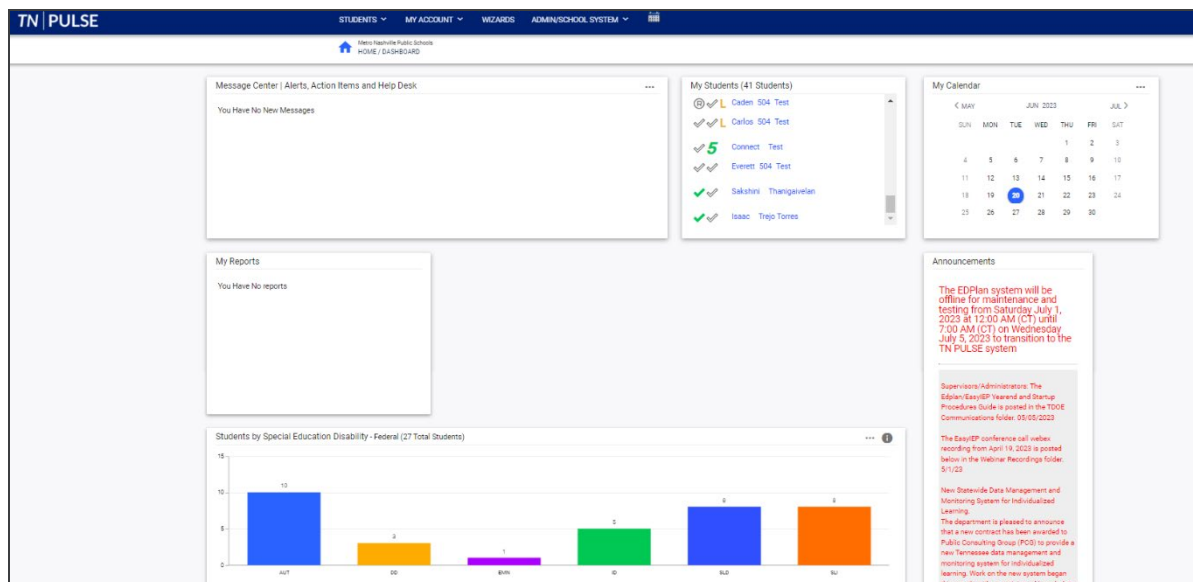 TN | PULSE
STUDENTS
MY ACCOUNT
WIZARDS
ADMIN/SCHOOL SYSTEM
Metro Nashville Public Schools
HOME / DASHBOARD
Message Center | Alerts, Action Items and Help Desk
You Have No New Messages
My Students (41 Students)
R L Caden 504 Test
L Carlos 504 Test
5 Connect Test
Everett 504 Test
Sakshini Thanigaivelan
Isaac Trejo Torres
My Calendar
< MAY JUN 2023 JUL >
SUN MON TUE WED THU FRI SAT
1 2 3
4 5 6 7 8 9 10
11 12 13 14 15 16 17
18 19 20 21 22 23 24
25 26 27 28 29 30
My Reports
You Have No reports
Announcements
The EDPlan system will be
offline for maintenance and
testing from Saturday July 1,
2023 at 12:00 AM (CT) until
7:00 AM (CT) on Wednesday
July 5, 2023 to transition to the
TN PULSE system
Supervisors/Administrators: The
Edplan/EasyIEP Yearend and Startup
Procedures Guide is posted in the TDOE
Communications folder. 05/05/2023
The EasyIEP conference call webex
recording from April 19, 2023 is posted
below in the Webinar Recordings folder.
5/1/23
New Statewide Data Management and
Monitoring System for Individualized
Learning.
The department is pleased to announce
that a new contract has been awarded to
Public Consulting Group (PCG) to provide a
new Tennessee data management and
monitoring system for individualized
learning. Work on the new system began
Students by Special Education Disability - Federal (27 Total Students)
15
10
5
0
10
3
1
5
AUT
DD
ID
SLD